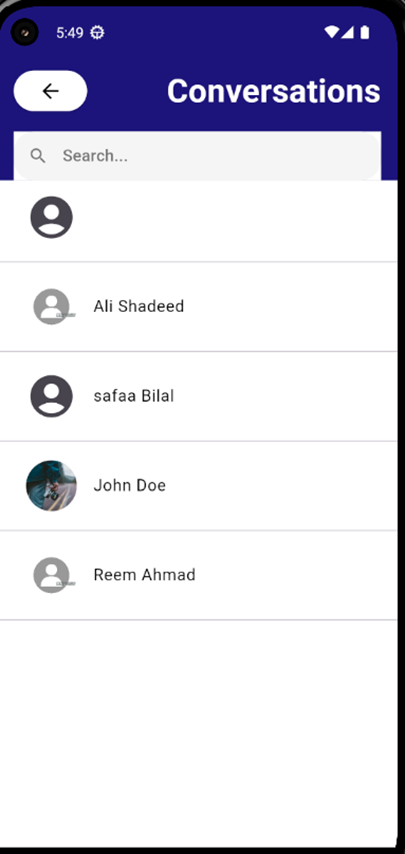 5:49
Conversations
Search...
Ali Shadeed
safaa Bilal
John Doe
Reem Ahmad